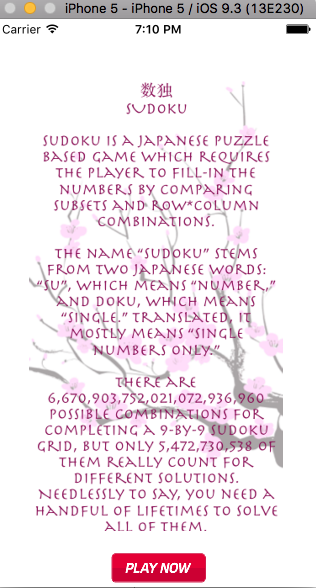 iPhone 5 - iPhone 5 / iOS 9.3 (13E230)
Carrier 7:10 PM
数独
SUDOKU
SUDOKU IS A JAPANESE PUZZLE
BASED GAME WHICH REQUIRES
THE PLAYER TO FILL-IN THE
NUMBERS BY COMPARING
SUBSETS AND ROW*COLUMN
COMBINATIONS.
THE NAME “SUDOKU” STEMS
FROM TWO JAPANESE WORDS:
“SU”, WHICH MEANS “NUMBER,”
AND DOKU, WHICH MEANS
“SINGLE.” TRANSLATED, IT
MOSTLY MEANS “SINGLE
NUMBERS ONLY.”
THERE ARE
6,670,903,752,021,072,936,960
POSSIBLE COMBINATIONS FOR
COMPLETING A 9-BY-9 SUDOKU
GRID, BUT ONLY 5,472,730,538 OF
THEM REALLY COUNT FOR
DIFFERENT SOLUTIONS.
NEEDLESSLY TO SAY, YOU NEED A
HANDFUL OF LIFETIMES TO SOLVE
ALL OF THEM.
PLAY NOW